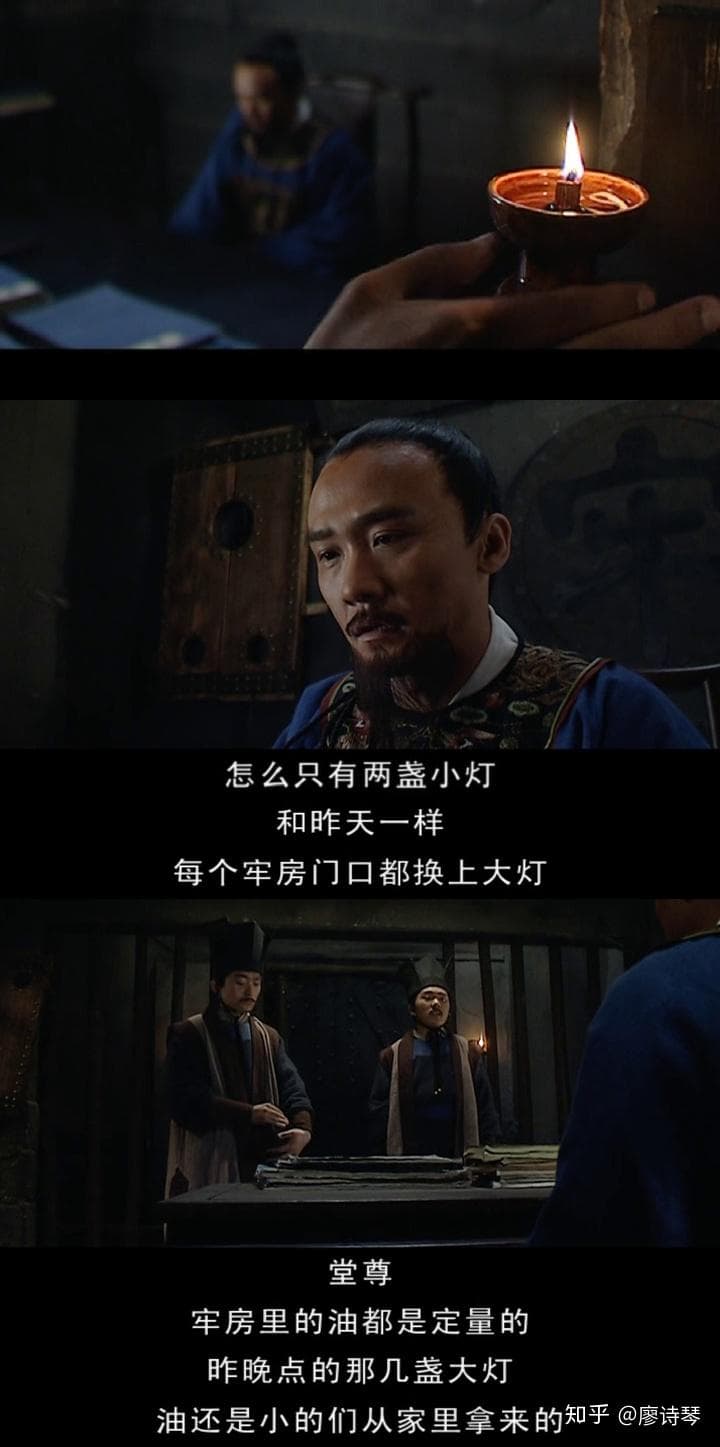 牢
怎么只有两盏小灯
和昨天一样
每个牢房门口都换上大灯
堂尊
牢房里的油都是定量的
昨晚点的那几盏大灯
油还是小的们从家里拿来的
知乎 @廖诗琴